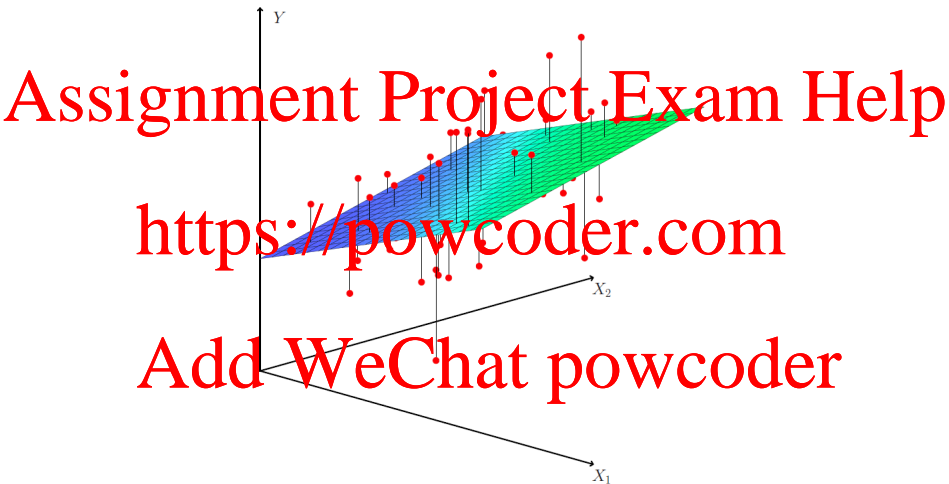 Y
Assignment Project Exam Help
https://powcoder.com
X₂
Add WeChat powcoder
X₁